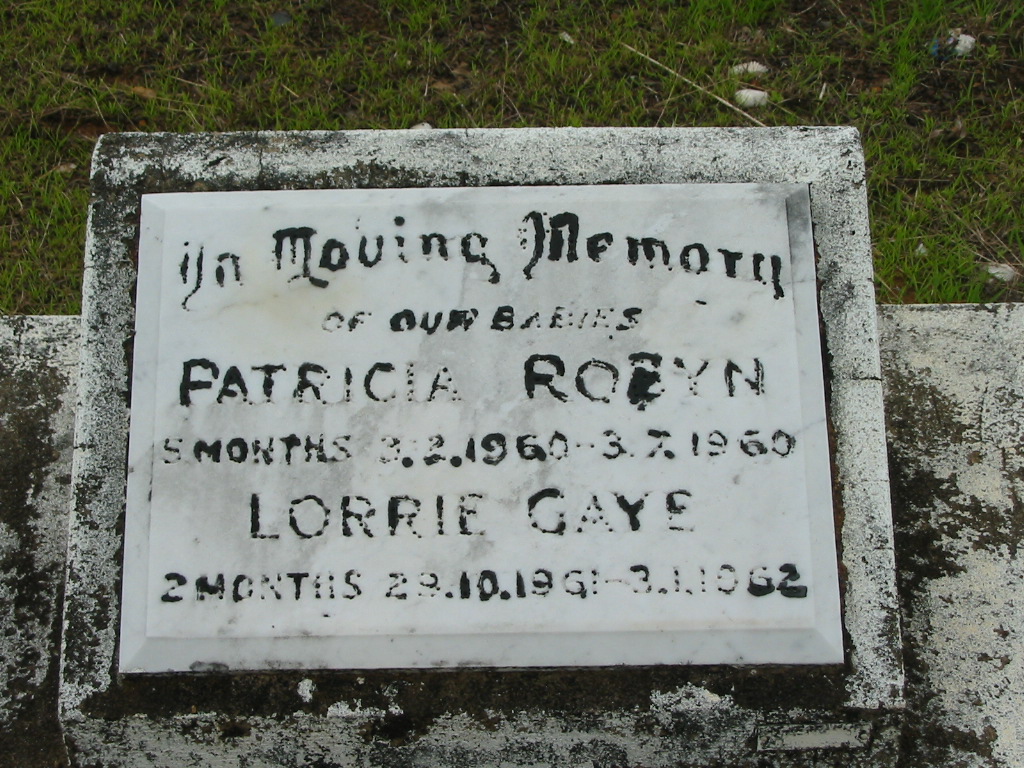 In Loving Memory
OF OUR BABIES
PATRICIA ROBYN
5 MONTHS 3.2.1960-3.7.1960
LORRIE GAYE
2 MONTHS 29.10.1961-3.1.1962